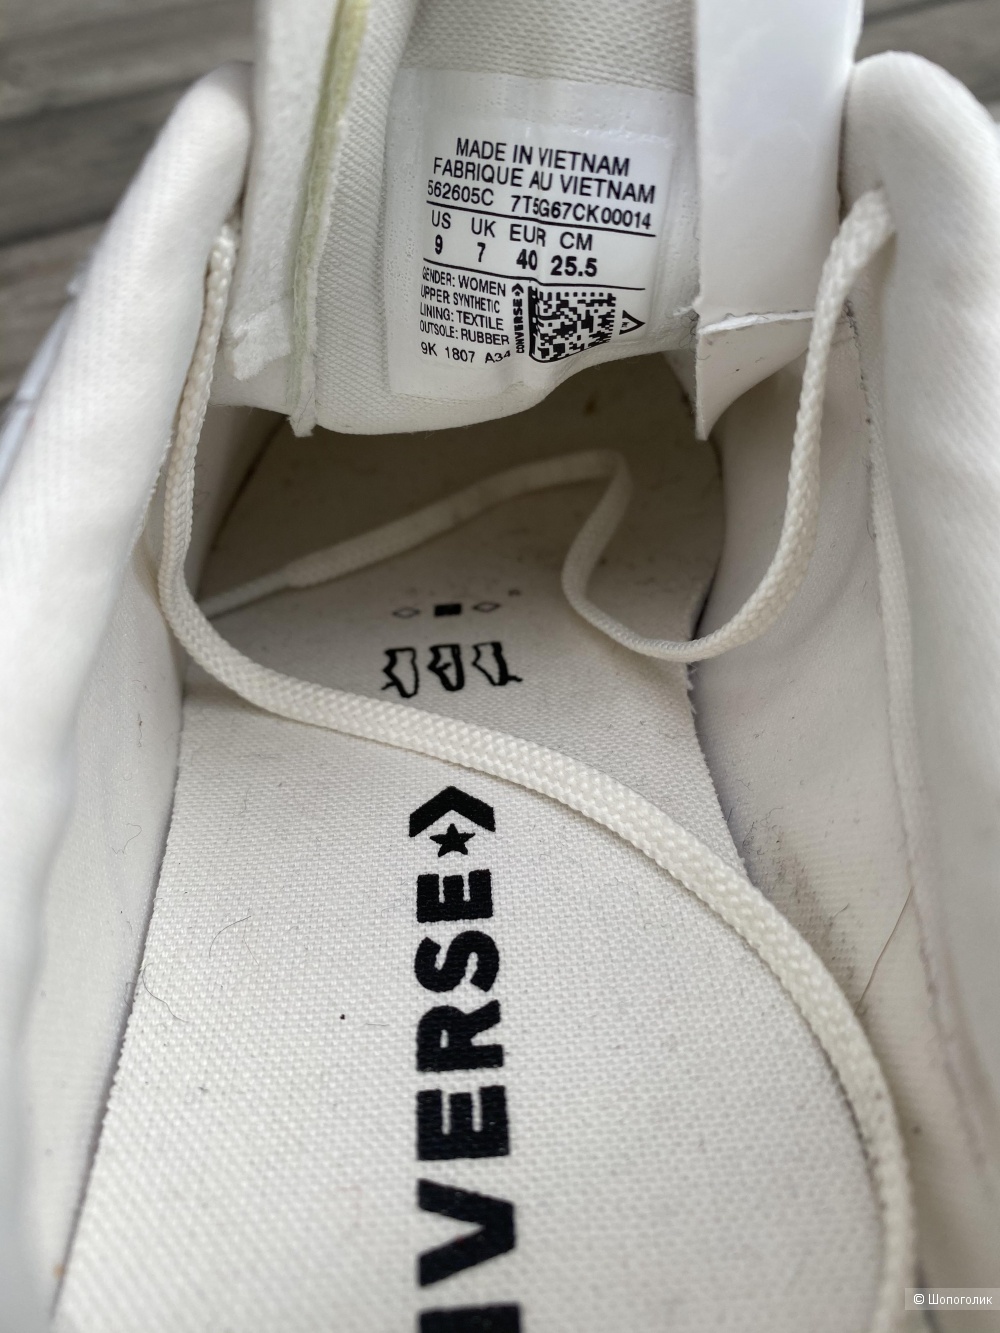 MADE IN VIETNAM
FABRIQUE AU VIETNAM
562605C 7T5G67CK00014
US UK EUR CM
9 7 40 25.5
GENDER: WOMEN
UPPER SYNTHETIC
LINING: TEXTILE
OUTSOLE: RUBBER
9K 1807 A34
CONVERSE
VERSE
© Шопоголик